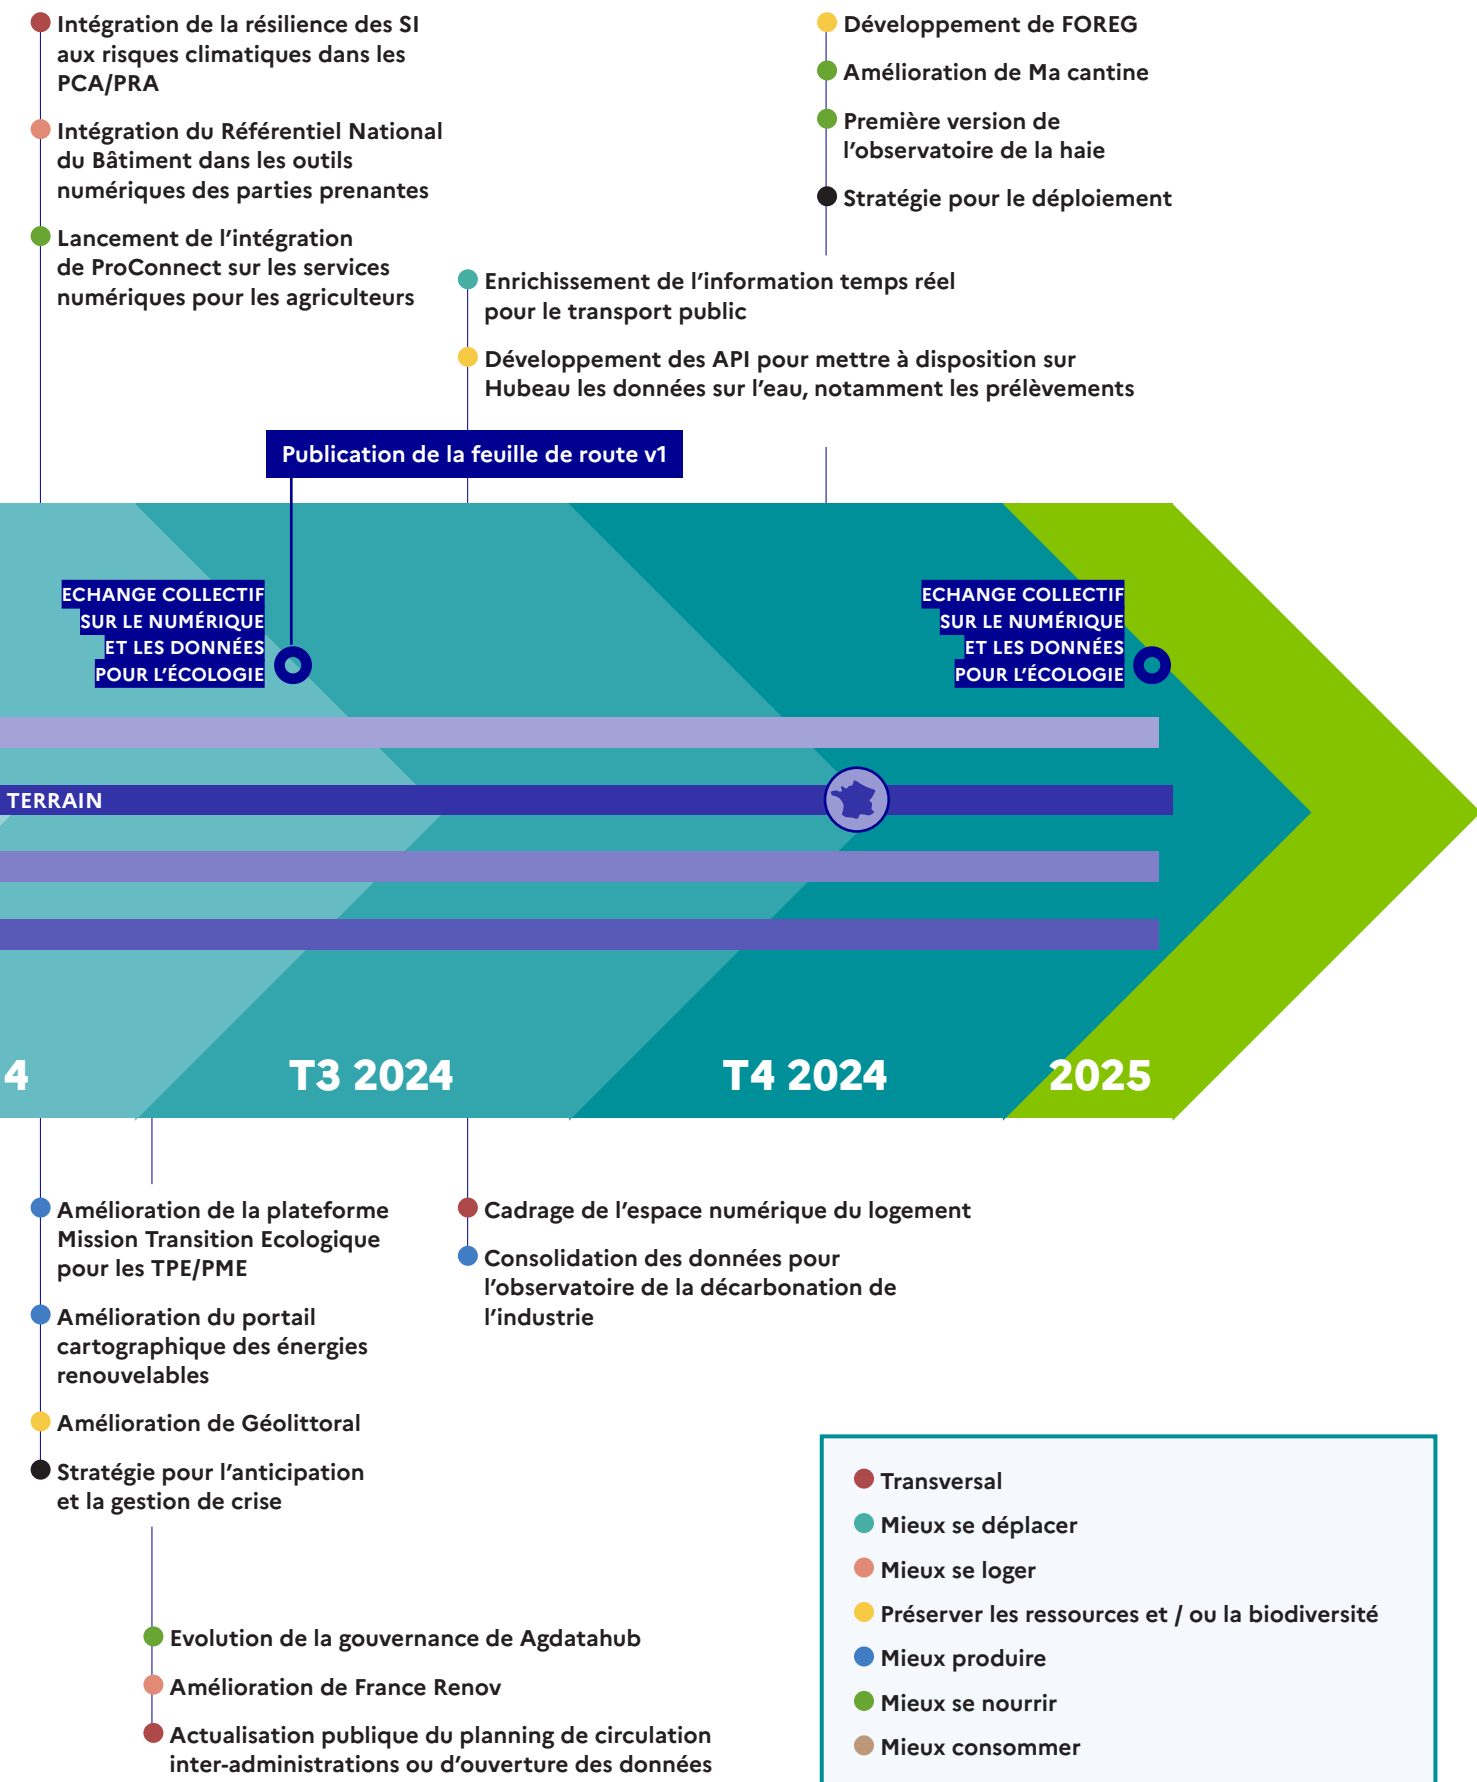 Intégration de la résilience des SI
aux risques climatiques dans les
PCA/PRA
Intégration du Référentiel National
du Bâtiment dans les outils
numériques des parties prenantes
Lancement de l’intégration
de ProConnect sur les services
numériques pour les agriculteurs
Développement de FOREG
Amélioration de Ma cantine
Première version de
l’observatoire de la haie
Stratégie pour le déploiement
Enrichissement de l’information temps réel
pour le transport public
Développement des API pour mettre à disposition sur
Hubeau les données sur l’eau, notamment les prélèvements
Publication de la feuille de route v1
ECHANGE COLLECTIF
SUR LE NUMÉRIQUE
ET LES DONNÉES
POUR L’ÉCOLOGIE
ECHANGE COLLECTIF
SUR LE NUMÉRIQUE
ET LES DONNÉES
POUR L’ÉCOLOGIE
TERRAIN
4
T3 2024
T4 2024
2025
Amélioration de la plateforme
Mission Transition Ecologique
pour les TPE/PME
Amélioration du portail
cartographique des énergies
renouvelables
Amélioration de Géolittoral
Stratégie pour l’anticipation
et la gestion de crise
Cadrage de l’espace numérique du logement
Consolidation des données pour
l’observatoire de la décarbonation de
l’industrie
Evolution de la gouvernance de Agdatahub
Amélioration de France Renov
Actualisation publique du planning de circulation
inter-administrations ou d’ouverture des données
Transversal
Mieux se déplacer
Mieux se loger
Préserver les ressources et / ou la biodiversité
Mieux produire
Mieux se nourrir
Mieux consommer